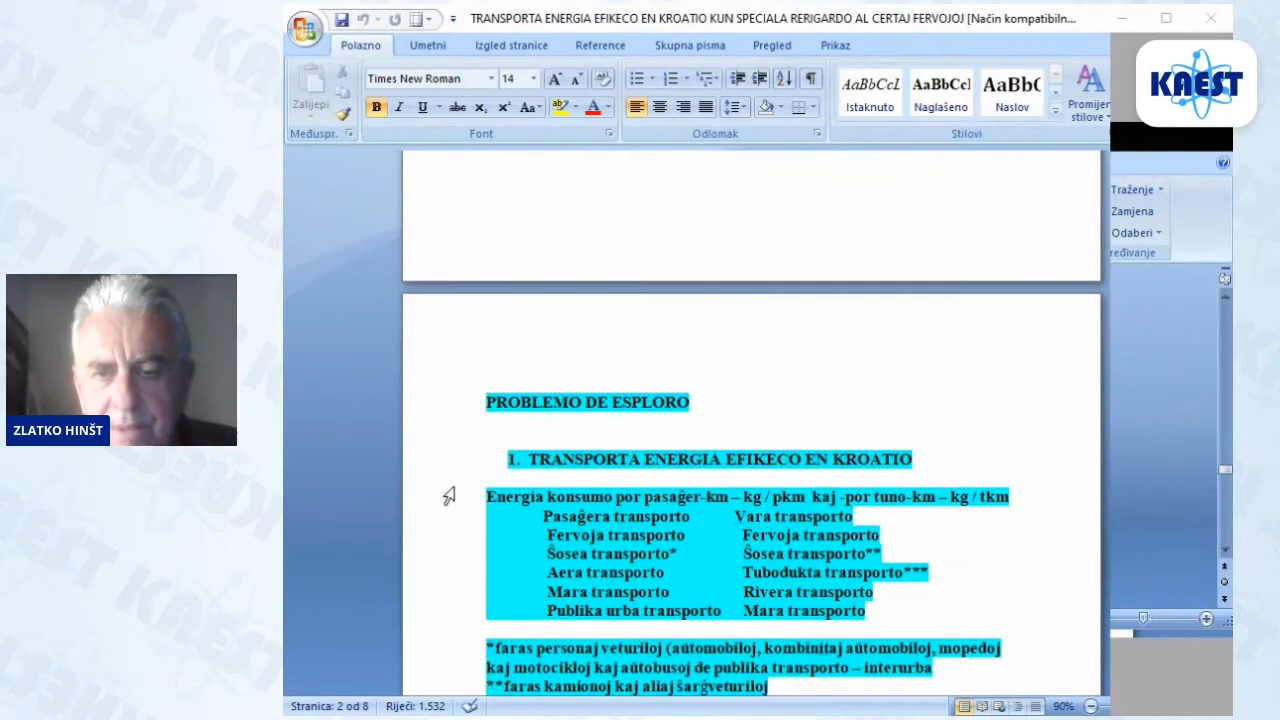 TRANSPORTA ENERGIA EFIKECO EN KROATIO KUN SPECIALA RERIGARDO AL CERTAJ FERVOJOJ [Način kompatibiln...
Polazno Umetni Izgled stranice Reference Skupna pisma Pregled Prikaz
KAEST
Times New Roman 14
Zalijepi
AaBbCcL AaBbCcl AaBb(
Istaknuto Naglašeno Naslov
Promijeni stilove
Međuspr. Font Odlomak Stilovi
Traženje
Zamjena
Odaberi
ređivanje
PROBLEMO DE ESPLORO
1. TRANSPORTA ENERGIA EFIKECO EN KROATIO
Energia konsumo por pasaĝer-km – kg / pkm kaj -por tuno-km – kg / tkm
Pasaĝera transporto Vara transporto
Fervoja transporto Fervoja transporto
Ŝosea transporto* Ŝosea transporto**
Aera transporto Tubodukta transporto***
Mara transporto Rivera transporto
Publika urba transporto Mara transporto
*faras personaj veturiloj (aŭtomobiloj, kombinitaj aŭtomobiloj, mopedoj
kaj motocikloj kaj aŭtobusoj de publika transporto – interurba
**faras kamionoj kaj aliaj ŝarĝveturiloj
ZLATKO HINŠT
Stranica: 2 od 8 Riječi: 1.532 90%